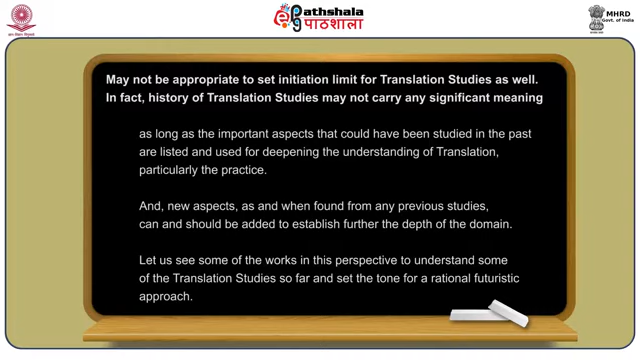 ePathshala
पाठशाला
MHRD
Govt. of India
May not be appropriate to set initiation limit for Translation Studies as well.
In fact, history of Translation Studies may not carry any significant meaning
as long as the important aspects that could have been studied in the past
are listed and used for deepening the understanding of Translation,
particularly the practice.
And, new aspects, as and when found from any previous studies,
can and should be added to establish further the depth of the domain.
Let us see some of the works in this perspective to understand some
of the Translation Studies so far and set the tone for a rational futuristic
approach.